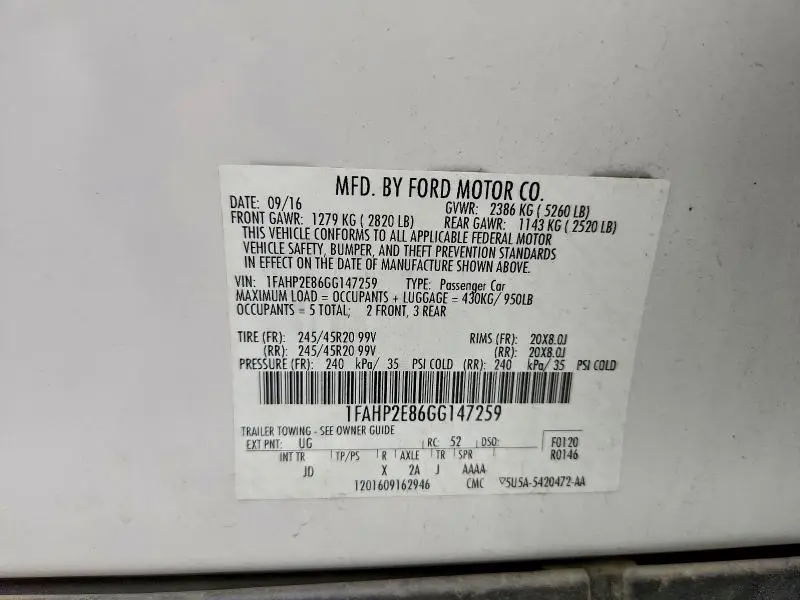 MFD. BY FORD MOTOR CO.
DATE: 09/16 GVWR: 2386 KG ( 5260 LB)
FRONT GAWR: 1279 KG ( 2820 LB) REAR GAWR: 1143 KG ( 2520 LB)
THIS VEHICLE CONFORMS TO ALL APPLICABLE FEDERAL MOTOR
VEHICLE SAFETY, BUMPER, AND THEFT PREVENTION STANDARDS
IN EFFECT ON THE DATE OF MANUFACTURE SHOWN ABOVE.
VIN: 1FAHP2E86GG147259 TYPE: Passenger Car
MAXIMUM LOAD = OCCUPANTS + LUGGAGE = 430KG/ 950LB
OCCUPANTS = 5 TOTAL; 2 FRONT, 3 REAR
TIRE (FR): 245/45R20 99V RIMS (FR): 20X8.0J
(RR): 245/45R20 99V (RR): 20X8.0J
PRESSURE (FR): 240 kPa/ 35 PSI COLD (RR): 240 kPa/ 35 PSI COLD
1FAHP2E86GG147259
TRAILER TOWING - SEE OWNER GUIDE
EXT PNT: UG RC: 52 DSO: F0120
INT TR TP/PS R AXLE TR SPR R0146
JD X 2A J AAAA
1201609162946 CMC ▽5U5A-5420472-AA